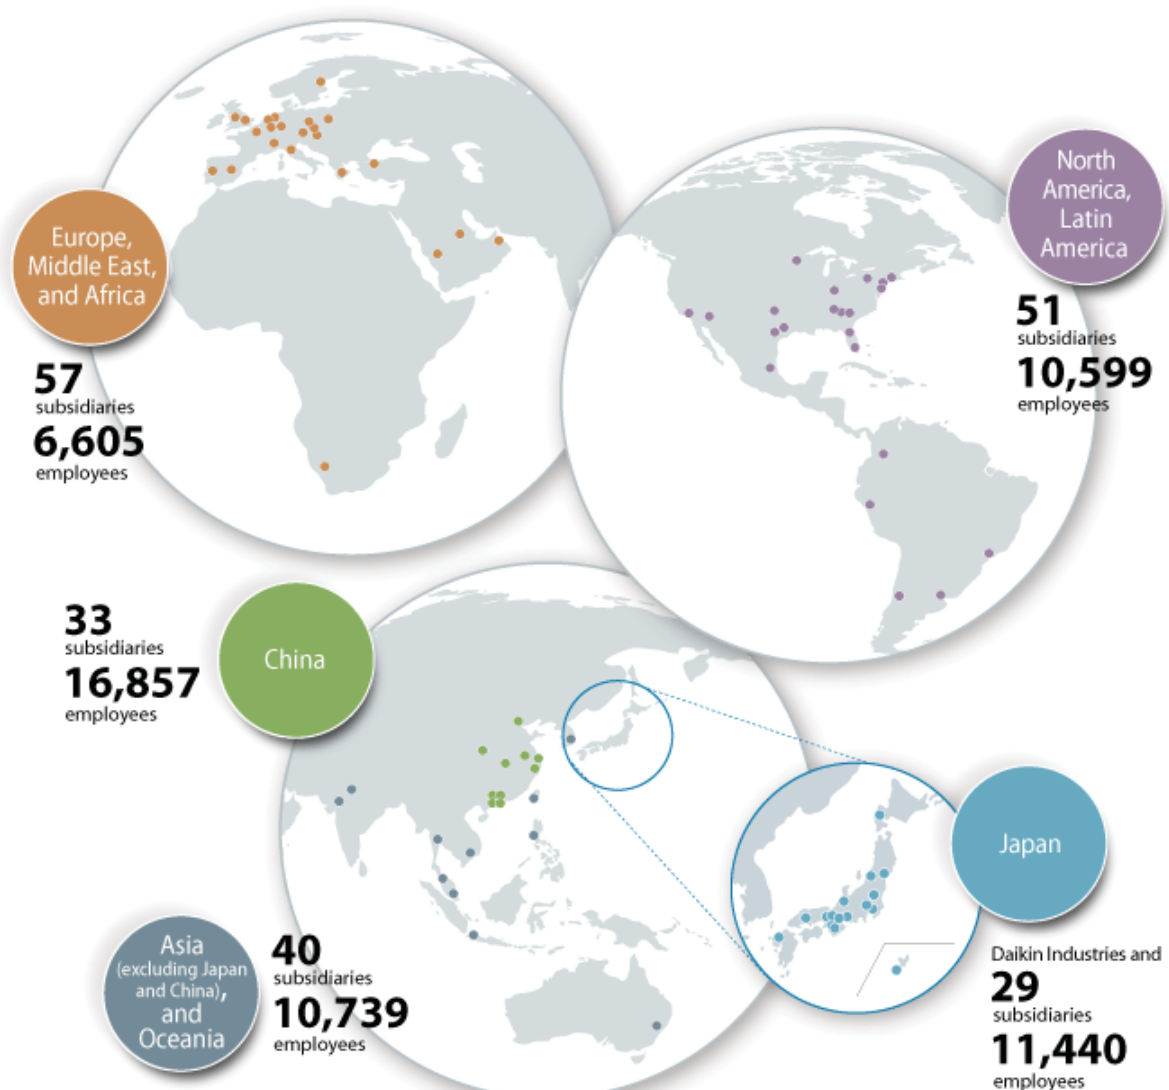 Europe,
Middle East,
and Africa
57
subsidiaries
6,605
employees
North
America,
Latin
America
51
subsidiaries
10,599
employees
33
subsidiaries
16,857
employees
China
Japan
Daikin Industries and
29
subsidiaries
11,440
employees
Asia
(excluding Japan
and China),
and
Oceania
40
subsidiaries
10,739
employees